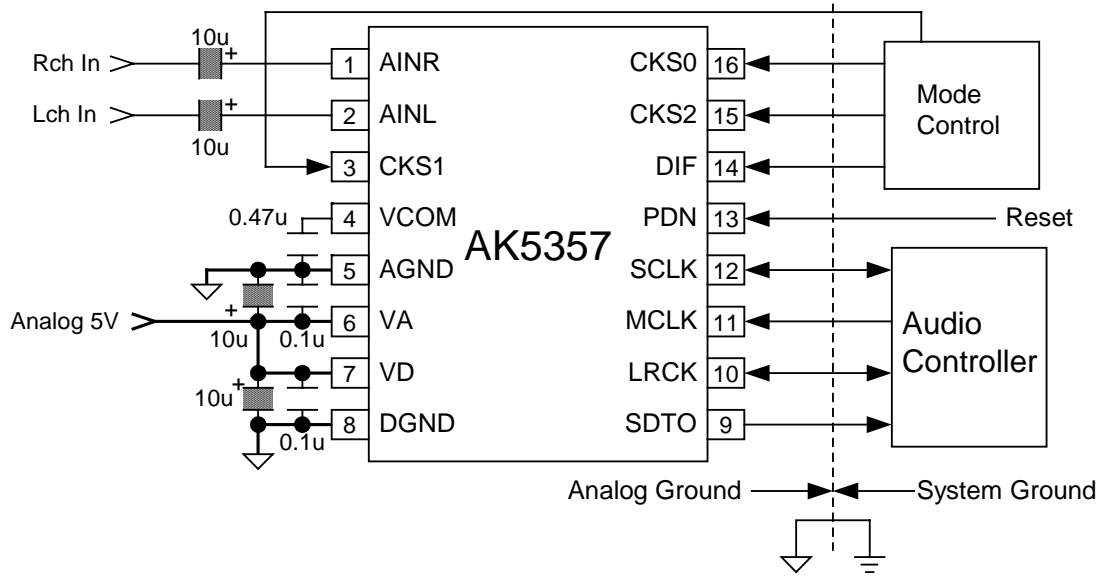 10u
+
Rch In
1 AINR
CKS0 16
Mode
Control
+
Lch In
10u
2 AINL
CKS2 15
3 CKS1
DIF 14
0.47u
4 VCOM
PDN 13
Reset
AK5357
5 AGND
SCLK 12
Analog 5V
+
10u
0.1u
6 VA
MCLK 11
Audio
Controller
7 VD
LRCK 10
10u
+
0.1u
8 DGND
SDTO 9
Analog Ground
System Ground